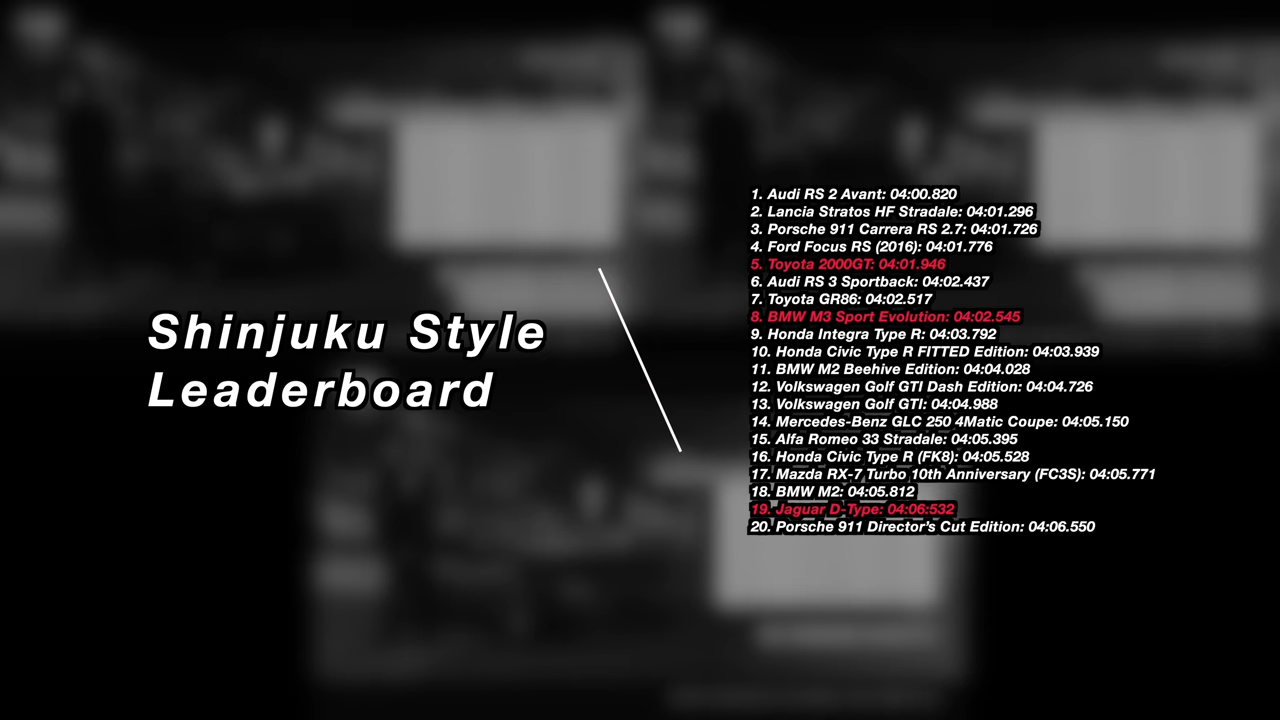 Shinjuku Style
Leaderboard
1. Audi RS 2 Avant: 04:00.820
2. Lancia Stratos HF Stradale: 04:01.296
3. Porsche 911 Carrera RS 2.7: 04:01.726
4. Ford Focus RS (2016): 04:01.776
5. Toyota 2000GT: 04:01.946
6. Audi RS 3 Sportback: 04:02.437
7. Toyota GR86: 04:02.517
8. BMW M3 Sport Evolution: 04:02.545
9. Honda Integra Type R: 04:03.792
10. Honda Civic Type R FITTED Edition: 04:03.939
11. BMW M2 Beehive Edition: 04:04.028
12. Volkswagen Golf GTI Dash Edition: 04:04.726
13. Volkswagen Golf GTI: 04:04.988
14. Mercedes-Benz GLC 250 4Matic Coupe: 04:05.150
15. Alfa Romeo 33 Stradale: 04:05.395
16. Honda Civic Type R (FK8): 04:05.528
17. Mazda RX-7 Turbo 10th Anniversary (FC3S): 04:05.771
18. BMW M2: 04:05.812
19. Jaguar D-Type: 04:06:532
20. Porsche 911 Director's Cut Edition: 04:06.550